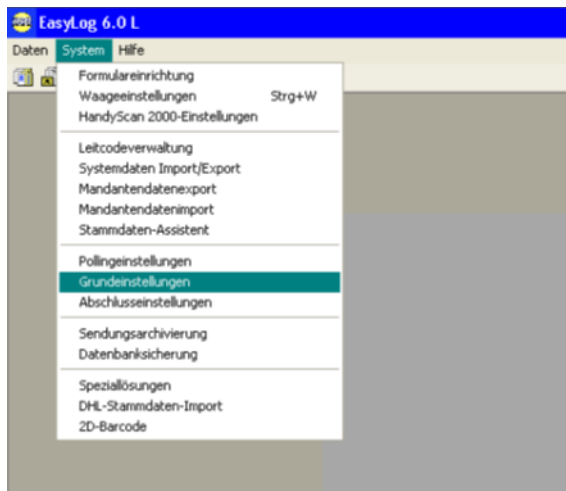 EasyLog 6.0 L
Daten System Hilfe
Formulareinrichtung
Waageeinstellungen Strg+W
HandyScan 2000-Einstellungen
Leitcodeverwaltung
Systemdaten Import/Export
Mandantendatenexport
Mandantendatenimport
Stammdaten-Assistent
Pollingeinstellungen
Grundeinstellungen
Abschlusseinstellungen
Sendungsarchivierung
Datenbanksicherung
Speziallösungen
DHL-Stammdaten-Import
2D-Barcode